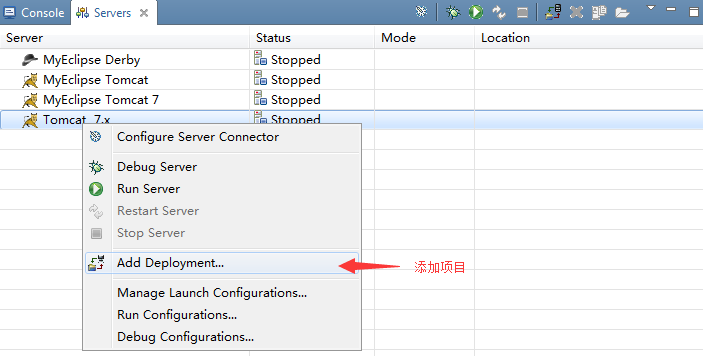 Console Servers
Server Status Mode Location
MyEclipse Derby Stopped
MyEclipse Tomcat Stopped
MyEclipse Tomcat 7 Stopped
Tomcat 7.x Stopped
Configure Server Connector
Debug Server
Run Server
Restart Server
Stop Server
Add Deployment... 添加项目
Manage Launch Configurations...
Run Configurations...
Debug Configurations...